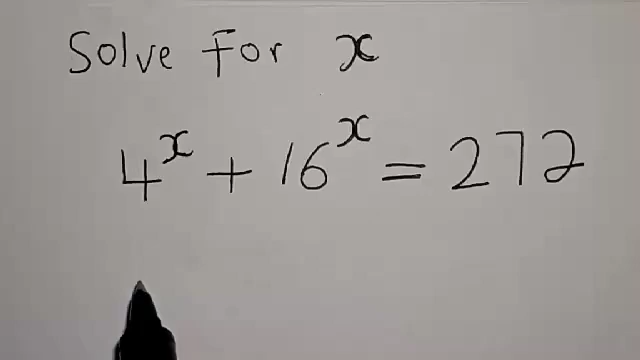 Solve For x
4^x + 16^x = 272